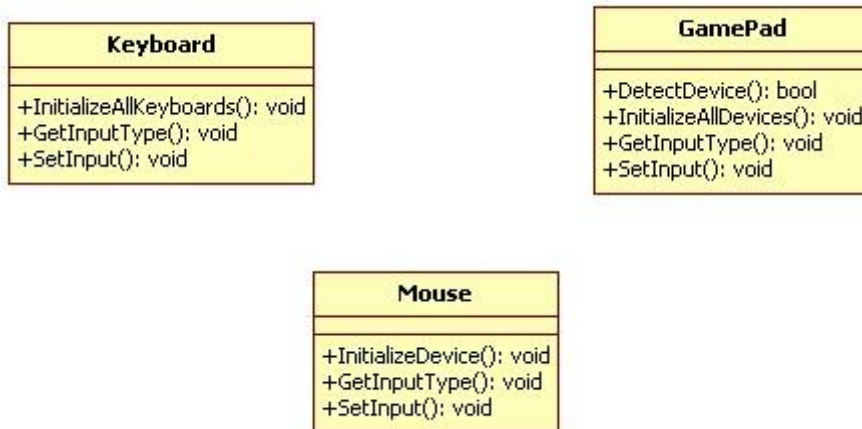 Keyboard
+InitializeAllKeyboards(): void
+GetInputType(): void
+SetInput(): void
GamePad
+DetectDevice(): bool
+InitializeAllDevices(): void
+GetInputType(): void
+SetInput(): void
Mouse
+InitializeDevice(): void
+GetInputType(): void
+SetInput(): void